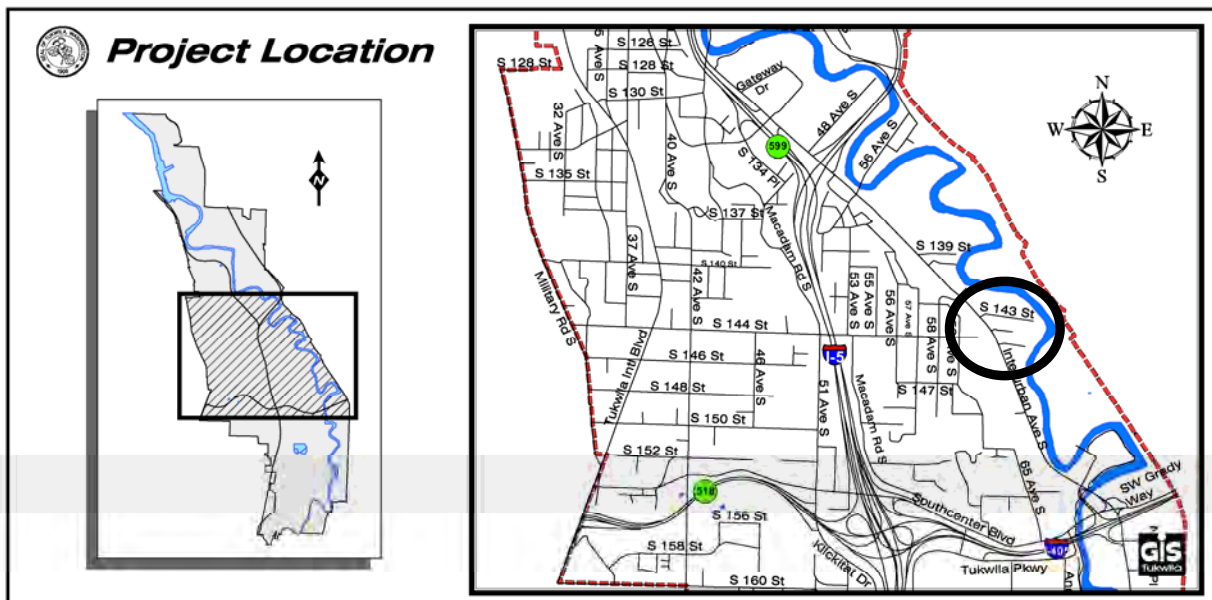 Project Location
CITY OF TUKWILA, WASHINGTON
1908
N
S 126 St
S 128 St
S 128 St
S 130 St
Gateway
Dr
48 Ave S
56 Ave S
32 Ave S
40 Ave S
599
S 134 Pl
S 135 St
S 137 St
Macadam Rd S
S 139 St
37 Ave S
S 140 St
42 Ave S
Military Rd S
53 Ave S
55 Ave S
56 Ave S
57 Ave S
58 Ave S
S 143 St
S 144 St
I-5
S 146 St
46 Ave S
Tukwila Intl Blvd
S 147 St
S 148 St
51 Ave S
Macadam Rd S
Interurban Ave S
S 150 St
S 152 St
65 Ave S
SW Grady
Way
518
S 156 St
Southcenter Blvd
S 158 St
Klickitat Dr
Tukwila Pkwy
S 160 St
N
W
E
S
GIS
Tukwila